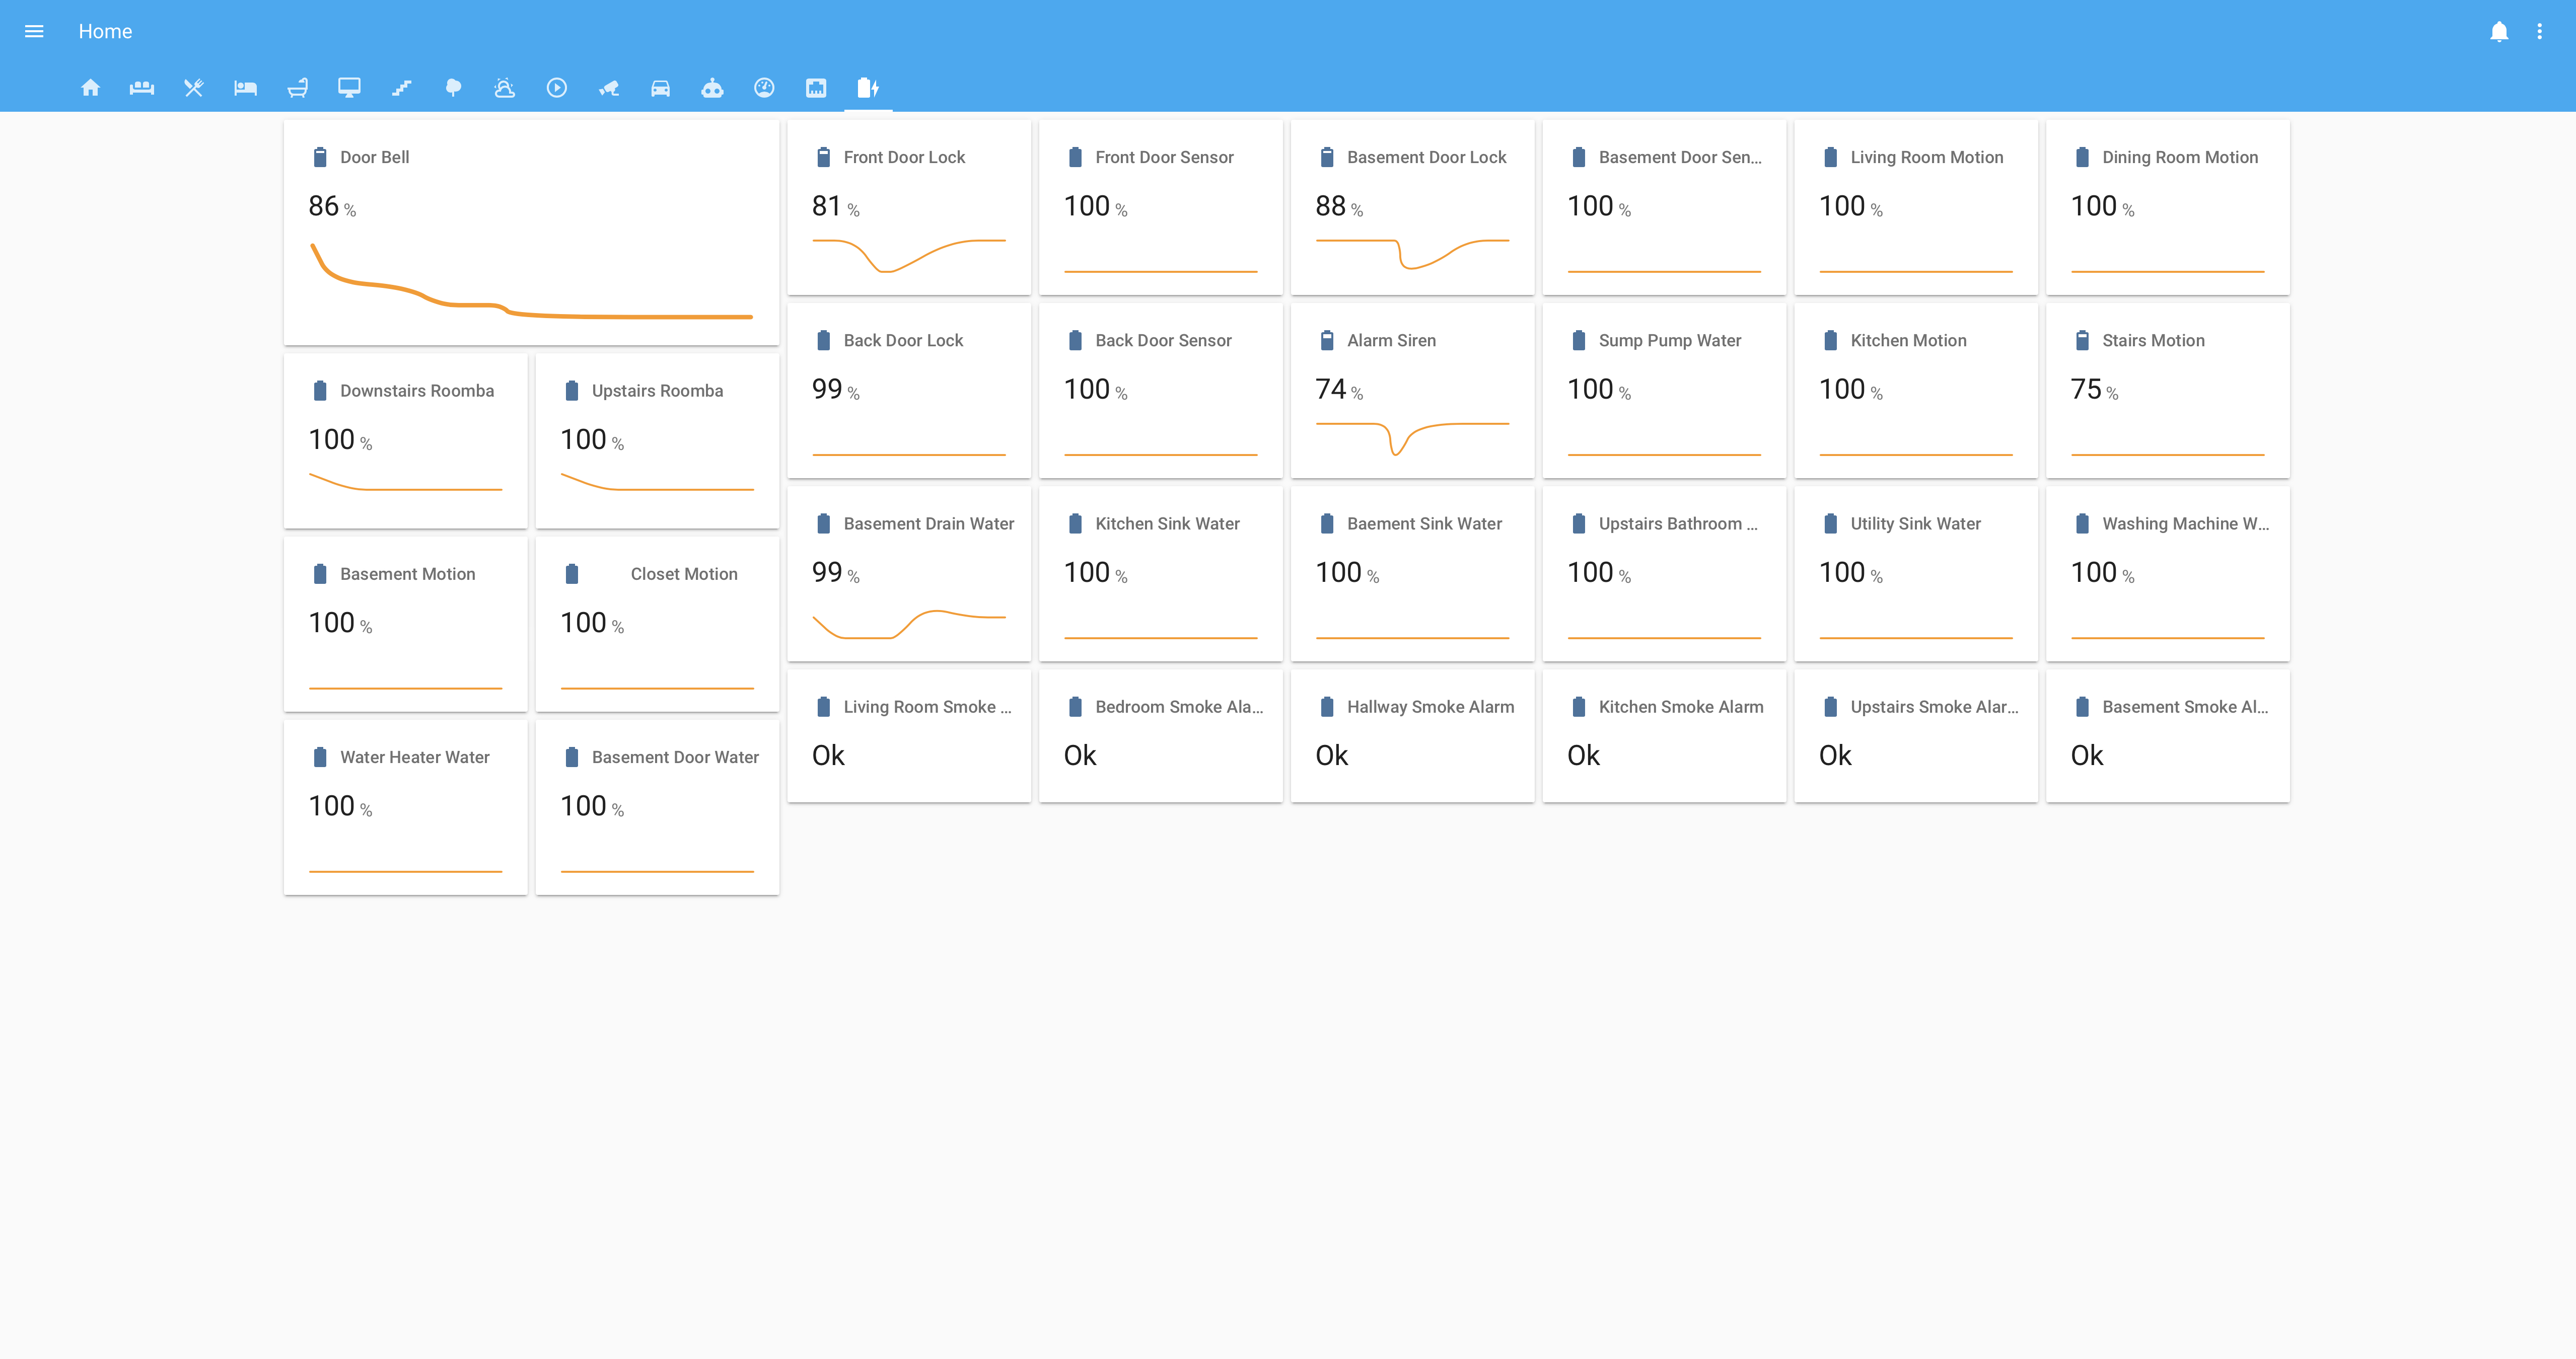 Home
Door Bell
86 %
Front Door Lock
81 %
Front Door Sensor
100 %
Basement Door Lock
88 %
Basement Door Sen...
100 %
Living Room Motion
100 %
Dining Room Motion
100 %
Back Door Lock
99 %
Back Door Sensor
100 %
Alarm Siren
74 %
Sump Pump Water
100 %
Kitchen Motion
100 %
Stairs Motion
75 %
Downstairs Roomba
100 %
Upstairs Roomba
100 %
Basement Drain Water
99 %
Kitchen Sink Water
100 %
Baement Sink Water
100 %
Upstairs Bathroom ...
100 %
Utility Sink Water
100 %
Washing Machine W...
100 %
Basement Motion
100 %
Closet Motion
100 %
Living Room Smoke ...
Ok
Bedroom Smoke Ala...
Ok
Hallway Smoke Alarm
Ok
Kitchen Smoke Alarm
Ok
Upstairs Smoke Alar...
Ok
Basement Smoke Al...
Ok
Water Heater Water
100 %
Basement Door Water
100 %